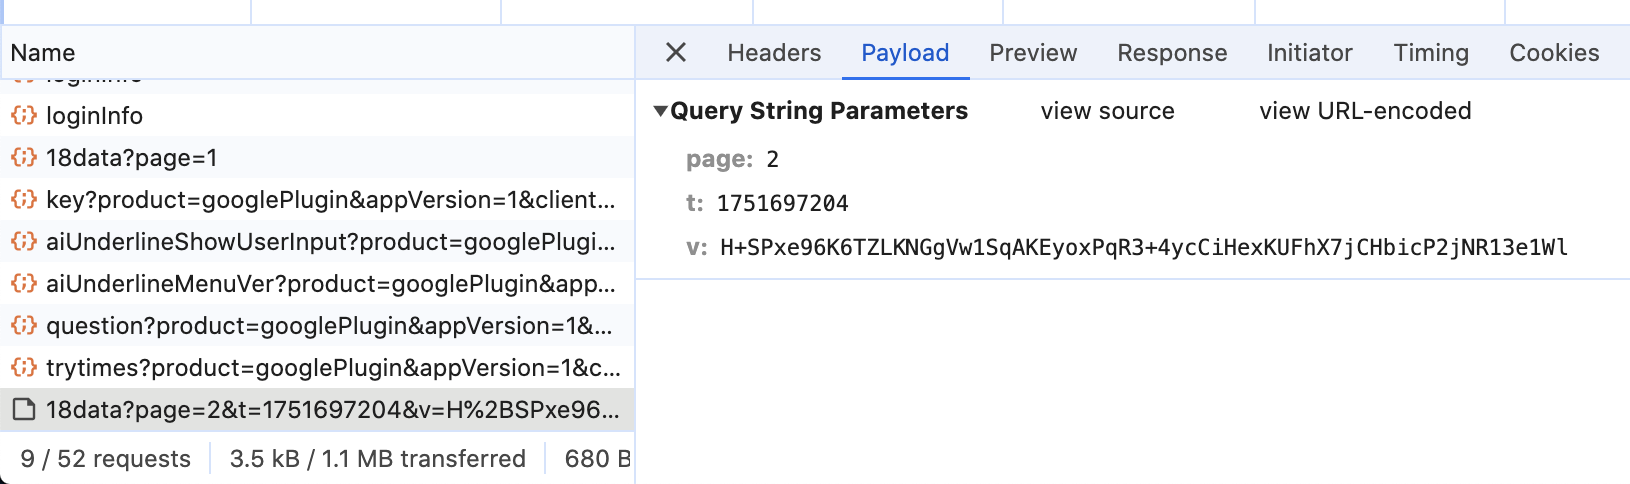 Name
loginInfo
loginInfo
18data?page=1
key?product=googlePlugin&appVersion=1&client...
aiUnderlineShowUserInput?product=googlePlugi...
aiUnderlineMenuVer?product=googlePlugin&app...
question?product=googlePlugin&appVersion=1&...
trytimes?product=googlePlugin&appVersion=1&c...
18data?page=2&t=1751697204&v=H%2BSPxe96...
9 / 52 requests 3.5 kB / 1.1 MB transferred 680 B
Headers Payload Preview Response Initiator Timing Cookies
Query String Parameters view source view URL-encoded
page: 2
t: 1751697204
v: H+SPxe96K6TZLKNGgVw1SqAKEyoxPqR3+4ycCiHexKUFhX7jCHbicP2jNR13e1Wl